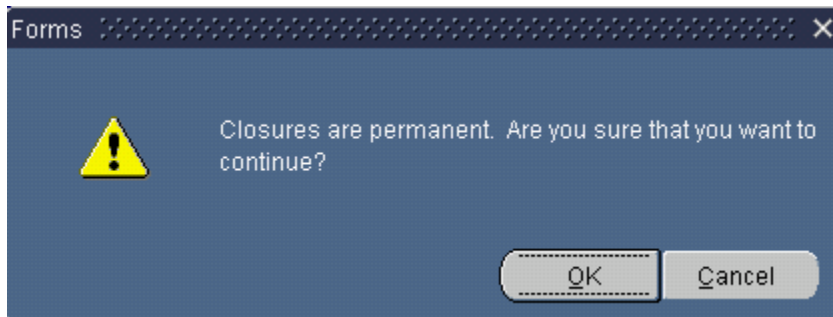 Forms
Closures are permanent. Are you sure that you want to
continue?
OK
Cancel